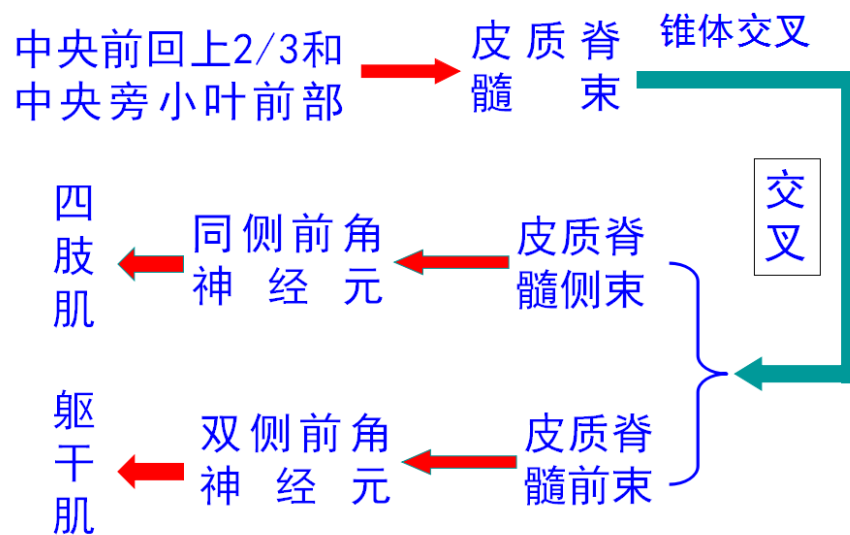 中央前回上2/3和
中央旁小叶前部
皮质脊
髓束
锥体交叉
交叉
皮质脊
髓侧束
同侧前角
神经元
四肢肌
皮质脊
髓前束
双侧前角
神经元
躯干肌